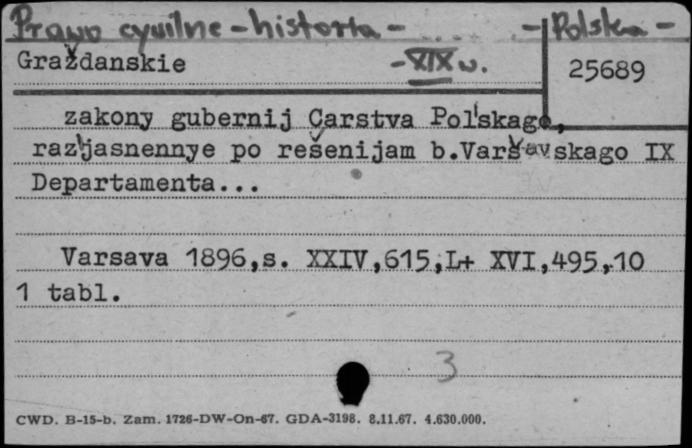 Prawo cywilne - historia - - Polska -
Graždanskie - XIX w. 25689
zakony gubernij Carstva Pol'skago,
raz'jasnennye po rešenijam b.Varšavskago IX
Departamenta...
Varsava 1896,s. XXIV,615,L+ XVI,495,10
1 tabl.
3
CWD. B-15-b. Zam. 1726-DW-On-67. GDA-3198. 8.11.67. 4.630.000.